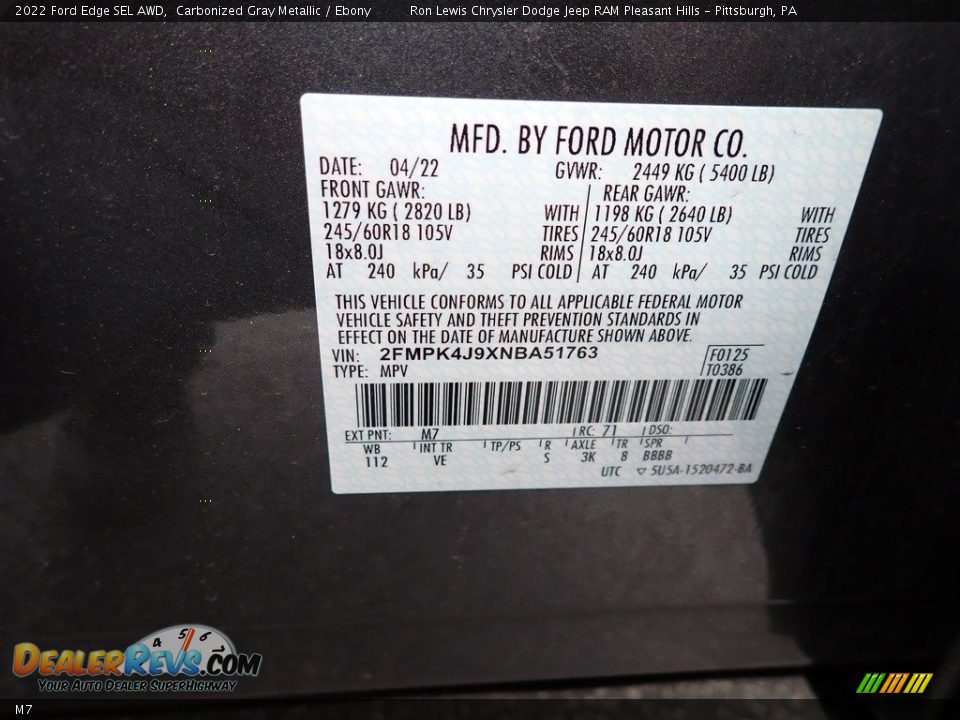 2022 Ford Edge SEL AWD, Carbonized Gray Metallic / Ebony Ron Lewis Chrysler Dodge Jeep RAM Pleasant Hills - Pittsburgh, PA
MFD. BY FORD MOTOR CO.
DATE: 04/22 GVWR: 2449 KG ( 5400 LB)
FRONT GAWR: REAR GAWR:
1279 KG ( 2820 LB) WITH 1198 KG ( 2640 LB) WITH
245/60R18 105V TIRES 245/60R18 105V TIRES
18x8.0J RIMS 18x8.0J RIMS
AT 240 kPa/ 35 PSI COLD AT 240 kPa/ 35 PSI COLD
THIS VEHICLE CONFORMS TO ALL APPLICABLE FEDERAL MOTOR
VEHICLE SAFETY AND THEFT PREVENTION STANDARDS IN
EFFECT ON THE DATE OF MANUFACTURE SHOWN ABOVE.
VIN: 2FMPK4J9XNBA51763 F0125
TYPE: MPV T0386
EXT PNT: M7 RC: 71 DSO:
WB INT TR TP/PS R AXLE TR SPR
112 VE S 3K 8 BBBB
UTC ▽ 5U5A-1520472-BA
4 5 6
DEALERREVS.COM
YOUR AUTO DEALER SUPERHIGHWAY
M7